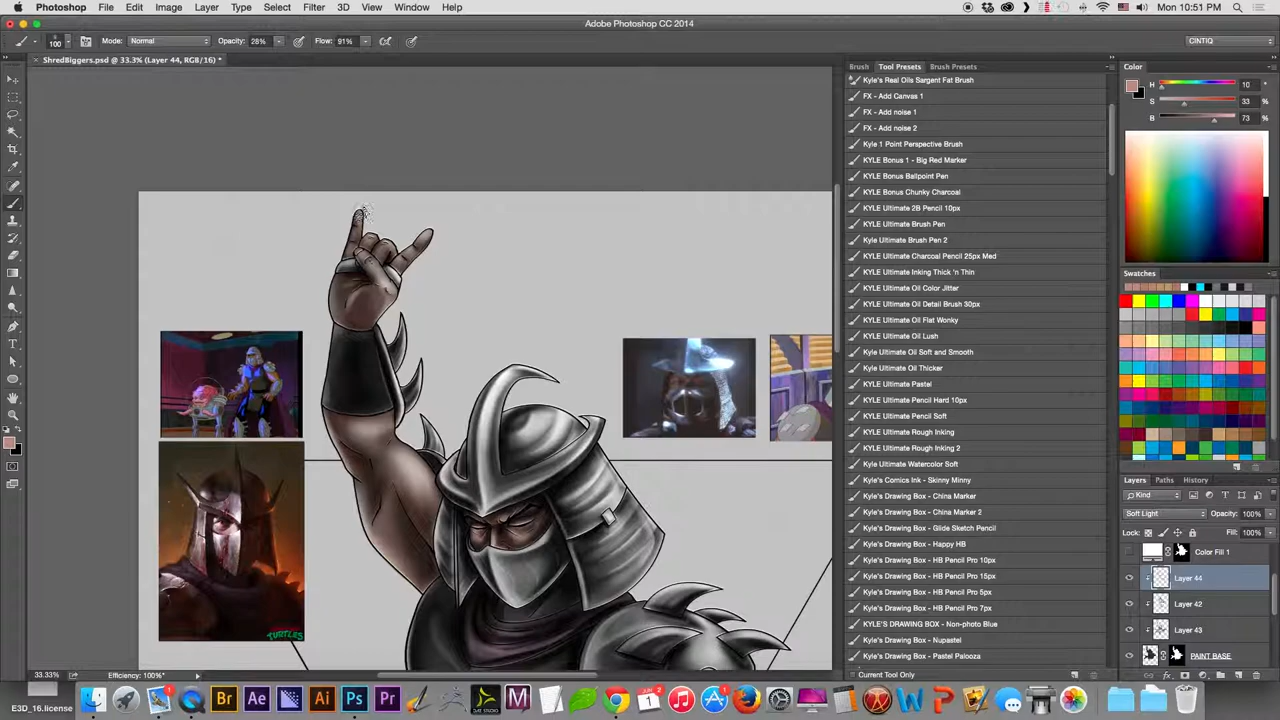 Photoshop File Edit Image Layer Type Select Filter 3D View Window Help Mon 10:51 PM
Adobe Photoshop CC 2014
100 Mode: Normal Opacity: 28% Flow: 91% CINTIQ
ShredBiggers.psd @ 33.3% (Layer 44, RGB/16) *
Brush Tool Presets Brush Presets
Kyle's Real Oils Sargent Fat Brush
FX - Add Canvas 1
FX - Add noise 1
FX - Add noise 2
Kyle 1 Point Perspective Brush
KYLE Bonus 1 - Big Red Marker
KYLE Bonus Ballpoint Pen
KYLE Bonus Chunky Charcoal
KYLE Ultimate 2B Pencil 10px
KYLE Ultimate Brush Pen
Kyle Ultimate Brush Pen 2
KYLE Ultimate Charcoal Pencil 25px Med
KYLE Ultimate Inking Thick 'n Thin
KYLE Ultimate Oil Color Jitter
KYLE Ultimate Oil Detail Brush 30px
Kyle Ultimate Oil Flat Wonky
KYLE Ultimate Oil Lush
Kyle Ultimate Oil Soft and Smooth
Kyle Ultimate Oil Thicker
KYLE Ultimate Pastel
KYLE Ultimate Pencil Hard 10px
KYLE Ultimate Pencil Soft
KYLE Ultimate Rough Inking
KYLE Ultimate Rough Inking 2
Kyle Ultimate Watercolor Soft
Kyle's Comics Ink - Skinny Minny
Kyle's Drawing Box - China Marker
Kyle's Drawing Box - China Marker 2
Kyle's Drawing Box - Glide Sketch Pencil
Kyle's Drawing Box - Happy HB
Kyle's Drawing Box - HB Pencil Pro 10px
Kyle's Drawing Box - HB Pencil Pro 15px
Kyle's Drawing Box - HB Pencil Pro 5px
Kyle's Drawing Box - HB Pencil Pro 7px
KYLE'S DRAWING BOX - Non-photo Blue
Kyle's Drawing Box - Nupastel
Kyle's Drawing Box - Pastel Palooza
Current Tool Only
Color
H 10 °
S 33 %
B 73 %
Swatches
Layers Paths History
Kind
Soft Light Opacity: 100%
Lock: Fill: 100%
Color Fill 1
Layer 44
Layer 42
Layer 43
PAINT BASE
TURTLES
33.33% Efficiency: 100%*
Br Ae Ai Ps Pr
E3D_16.license